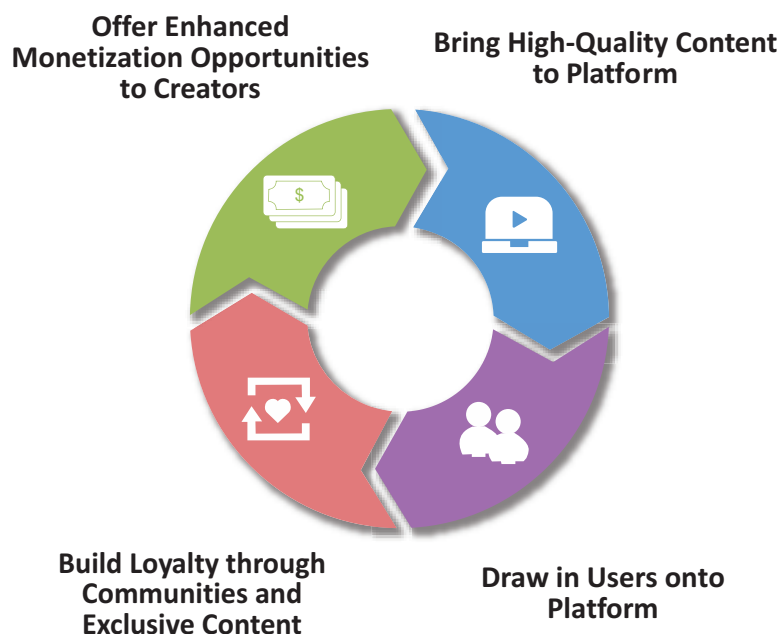 Offer Enhanced
Monetization Opportunities
to Creators
Bring High-Quality Content
to Platform
$
Build Loyalty through
Communities and
Exclusive Content
Draw in Users onto
Platform